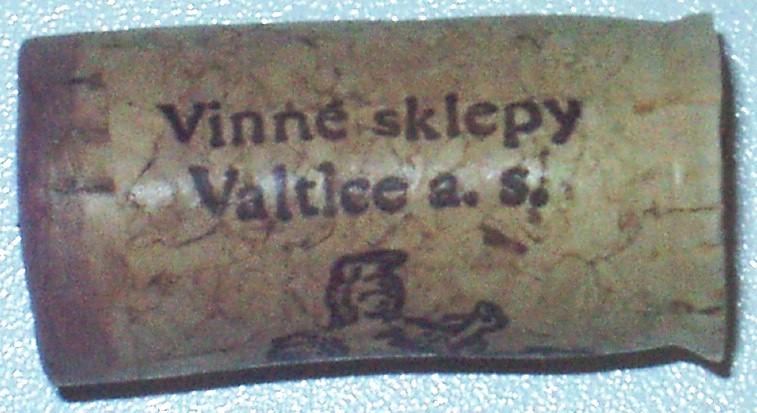 Vinné sklepy
Valtice a. s.